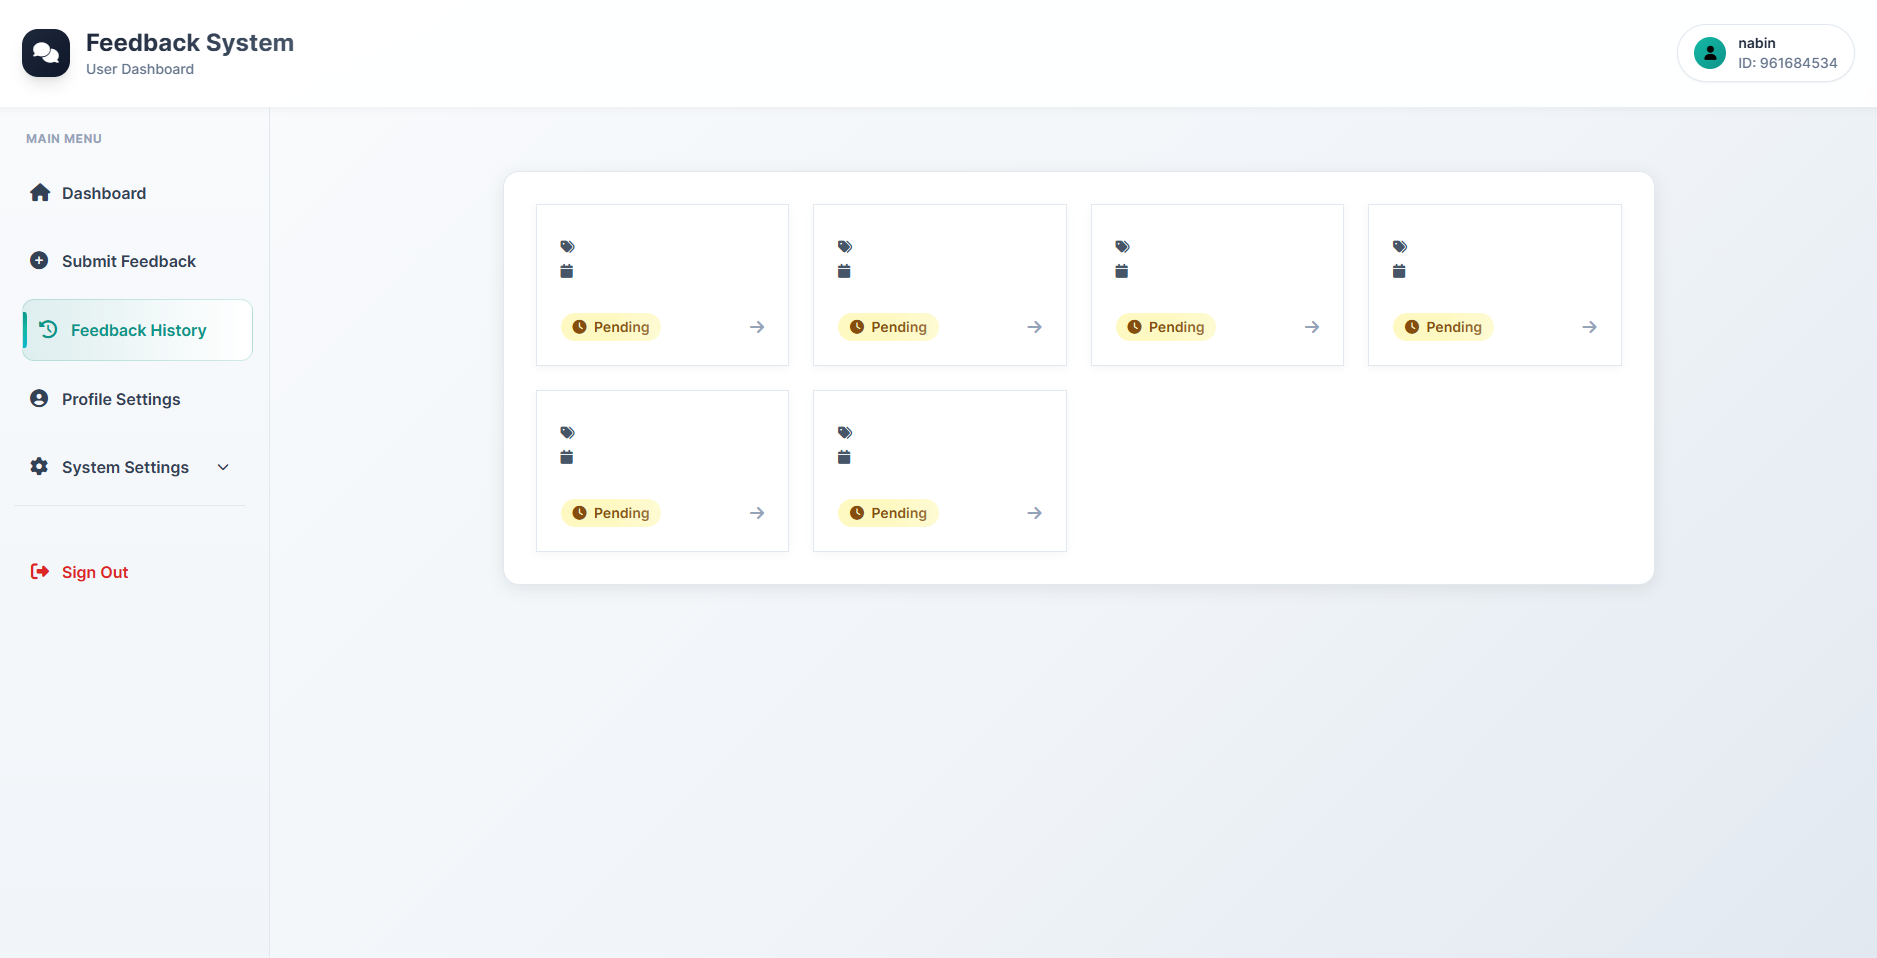 Feedback System
User Dashboard
nabin
ID: 961684534
MAIN MENU
Dashboard
Submit Feedback
Feedback History
Profile Settings
System Settings
Sign Out
Pending
Pending
Pending
Pending
Pending
Pending